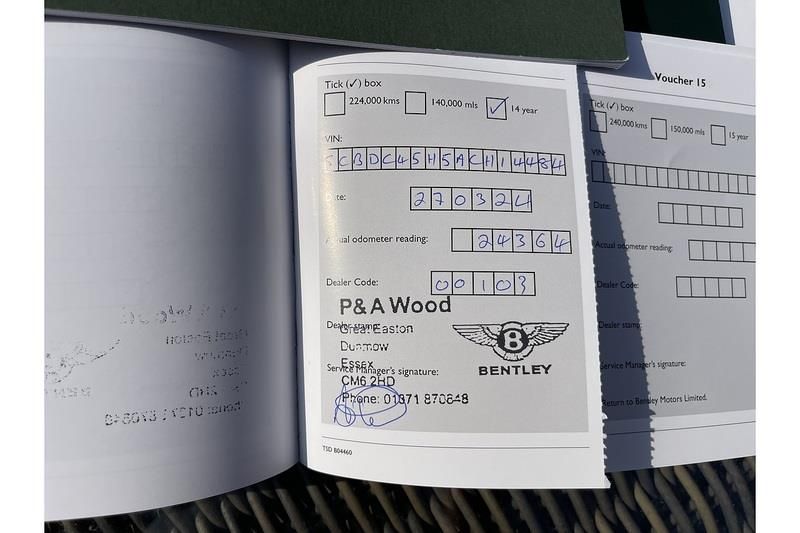 Tick (✓) box
224,000 kms 140,000 mls ✓ 14 year
VIN:
SCBDC45H5ACH14484
Date: 270324
Actual odometer reading: 24364
Dealer Code: 00103
P&A Wood
Dealer stamp:
Great Easton
Dunmow
Essex
Service Manager's signature:
CM6 2HD
Phone: 01371 870848
B
BENTLEY
TSD B04460
Voucher 15
Tick (✓) box
240,000 kms 150,000 mls 15 year
VIN:
Date:
Actual odometer reading:
Dealer Code:
Dealer stamp:
Service Manager's signature:
Return to Bentley Motors Limited.